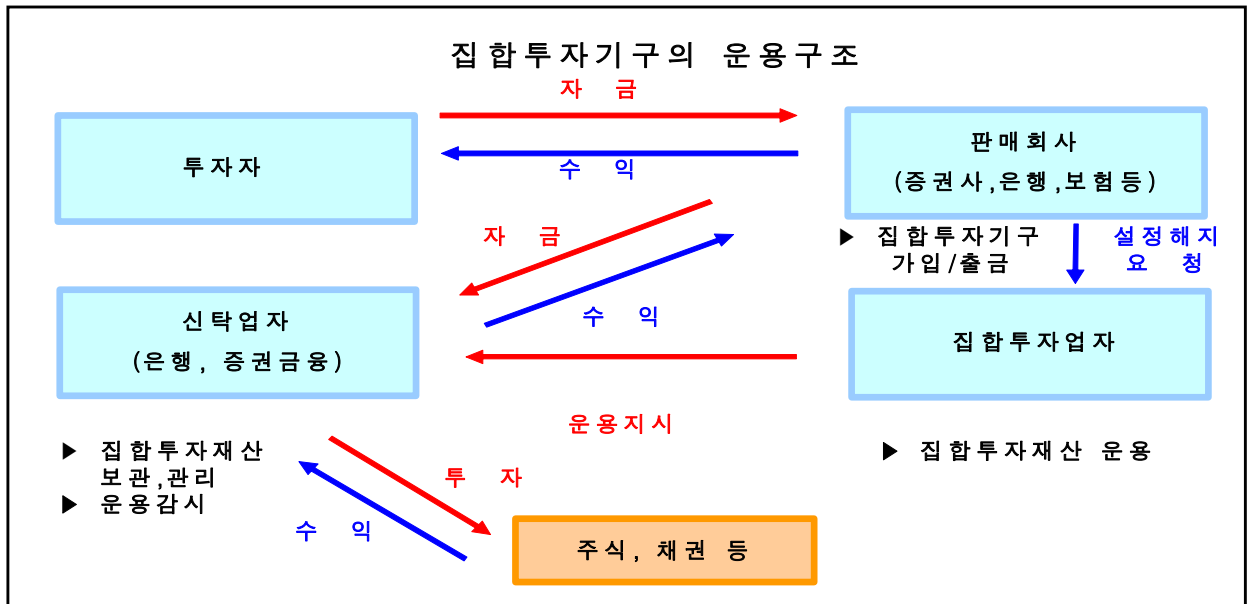 집합투자기구의 운용구조
자 금
투자자
수 익
판매회사
(증권사,은행,보험등)
자 금
▶ 집합투자기구
가입/출금
설정해지
요 청
신탁업자
(은행, 증권금융)
수 익
집합투자업자
운용지시
▶ 집합투자재산
보관,관리
▶ 운용감시
▶ 집합투자재산 운용
투 자
수 익
주식, 채권 등